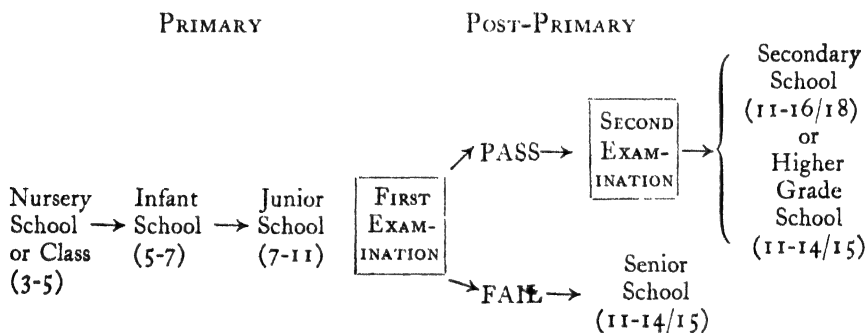 PRIMARY
POST-PRIMARY
Nursery
School
or Class
(3-5)
Infant
School
(5-7)
Junior
School
(7-11)
FIRST
EXAM-
INATION
PASS
SECOND
EXAM-
INATION
Secondary
School
(11-16/18)
or
Higher
Grade
School
(11-14/15)
FAIL
Senior
School
(11-14/15)